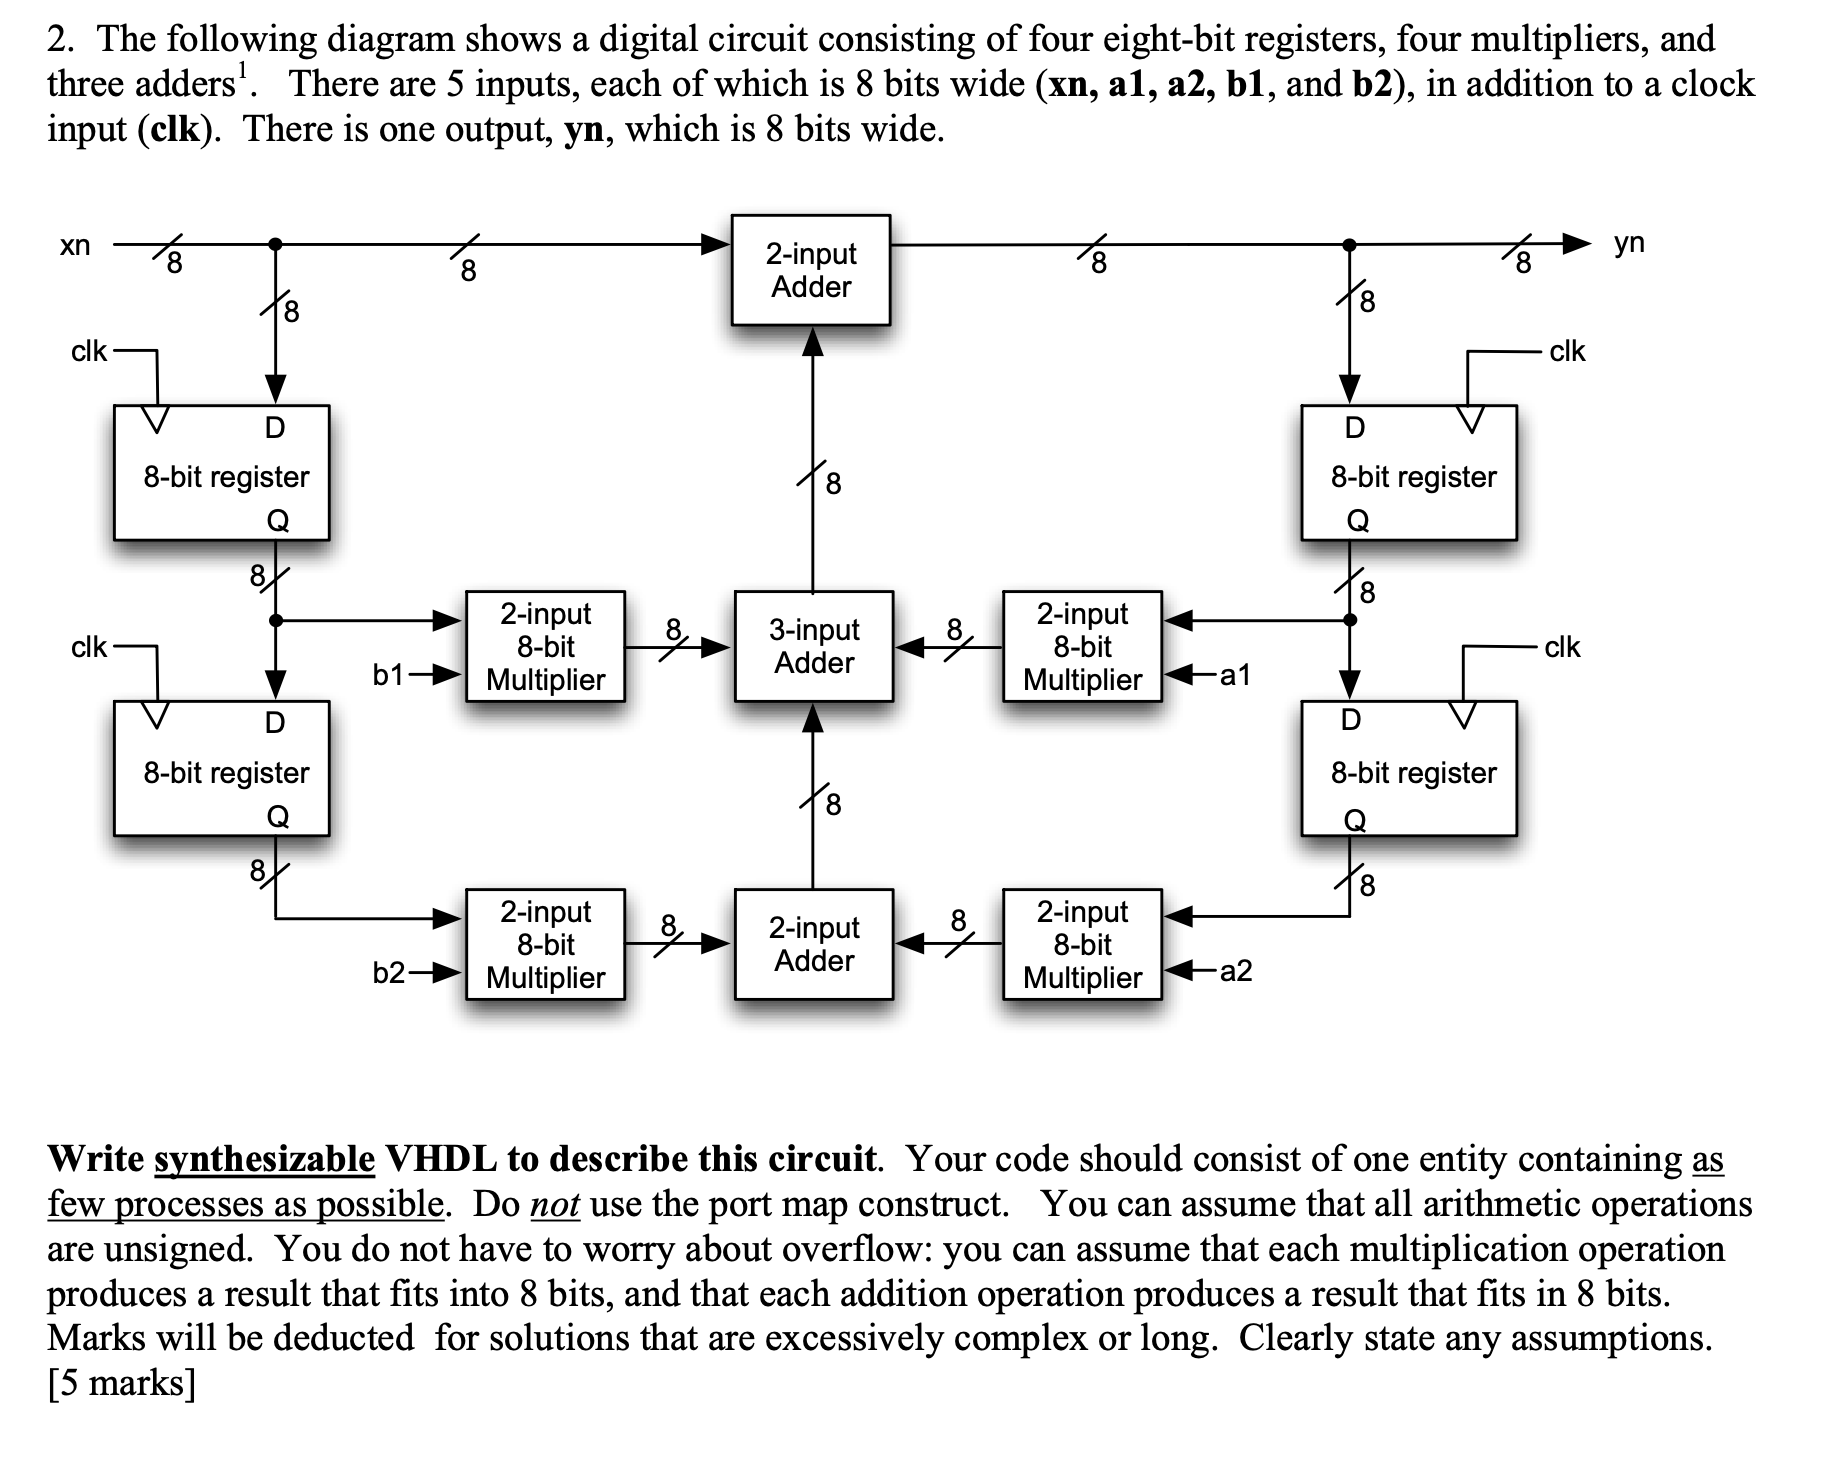 2. The following diagram shows a digital circuit consisting of four eight-bit registers, four multipliers, and
three adders1. There are 5 inputs, each of which is 8 bits wide (xn, a1, a2, b1, and b2), in addition to a clock
input (clk). There is one output, yn, which is 8 bits wide.
xn
8
8
2-input
Adder
8
8
yn
8
8
clk
clk
D
8-bit register
Q
8
D
8-bit register
Q
8
8
clk
b1
2-input
8-bit
Multiplier
8
3-input
Adder
8
2-input
8-bit
Multiplier
a1
clk
D
8-bit register
Q
8
D
8-bit register
Q
8
8
b2
2-input
8-bit
Multiplier
8
2-input
Adder
8
2-input
8-bit
Multiplier
a2
Write synthesizable VHDL to describe this circuit. Your code should consist of one entity containing as
few processes as possible. Do not use the port map construct. You can assume that all arithmetic operations
are unsigned. You do not have to worry about overflow: you can assume that each multiplication operation
produces a result that fits into 8 bits, and that each addition operation produces a result that fits in 8 bits.
Marks will be deducted for solutions that are excessively complex or long. Clearly state any assumptions.
[5 marks]